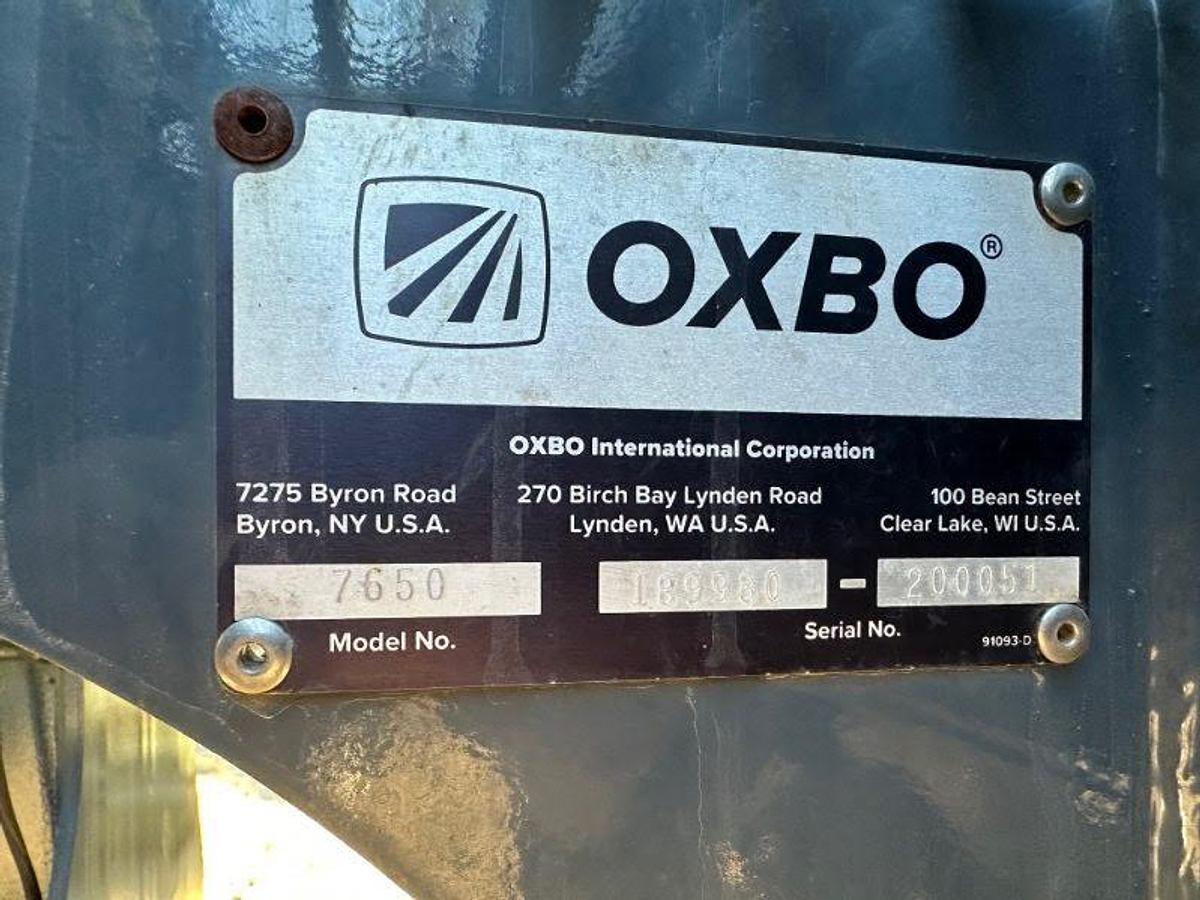 OXBO®
OXBO International Corporation
7275 Byron Road
Byron, NY U.S.A.
270 Birch Bay Lynden Road
Lynden, WA U.S.A.
100 Bean Street
Clear Lake, WI U.S.A.
7650
- 200051
Model No.
Serial No.
91093-D